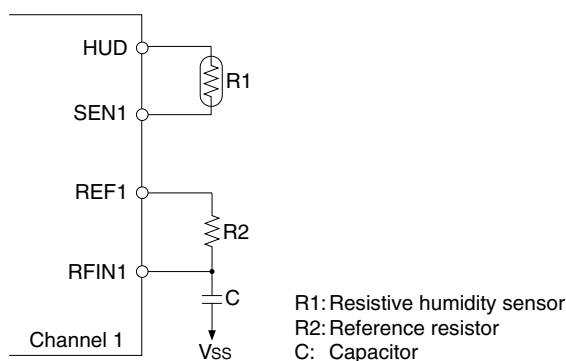 HUD
R1
SEN1
REF1
R2
RFIN1
C
Channel 1
VSS
R1: Resistive humidity sensor
R2: Reference resistor
C: Capacitor